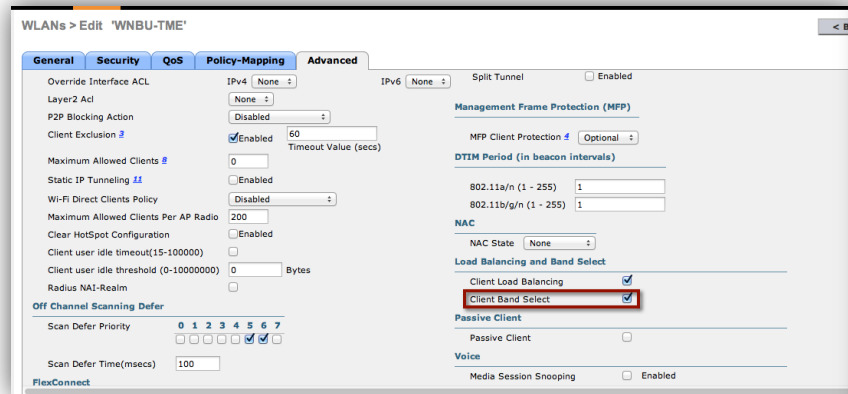 WLANs > Edit 'WNBU-TME'
General Security QoS Policy-Mapping Advanced
Override Interface ACL IPv4 None IPv6 None
Layer2 Acl None
P2P Blocking Action Disabled
Client Exclusion 3 Enabled 60
Timeout Value (secs)
Maximum Allowed Clients 8 0
Static IP Tunneling 11 Enabled
Wi-Fi Direct Clients Policy Disabled
Maximum Allowed Clients Per AP Radio 200
Clear HotSpot Configuration Enabled
Client user idle timeout(15-100000)
Client user idle threshold (0-10000000) 0 Bytes
Radius NAI-Realm
Off Channel Scanning Defer
Scan Defer Priority 0 1 2 3 4 5 6 7
Scan Defer Time(msecs) 100
FlexConnect
Split Tunnel Enabled
Management Frame Protection (MFP)
MFP Client Protection 4 Optional
DTIM Period (in beacon intervals)
802.11a/n (1 - 255) 1
802.11b/g/n (1 - 255) 1
NAC
NAC State None
Load Balancing and Band Select
Client Load Balancing
Client Band Select
Passive Client
Passive Client
Voice
Media Session Snooping Enabled